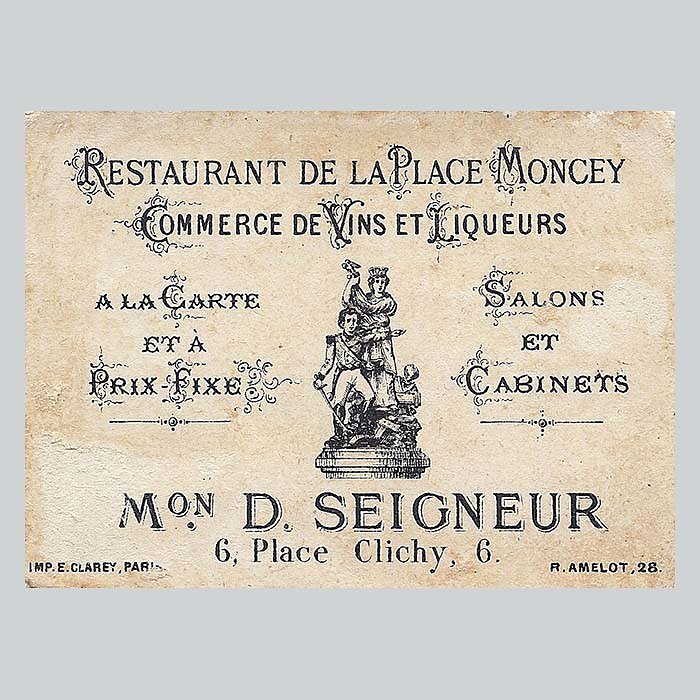 RESTAURANT DE LA PLACE MONCEY
COMMERCE DE VINS ET LIQUEURS
A LA CARTE
ET À
PRIX-FIXE
SALONS
ET
CABINETS
MON D. SEIGNEUR
6, Place Clichy, 6.
IMP. E. CLAREY, PARIS
R. AMELOT, 28.